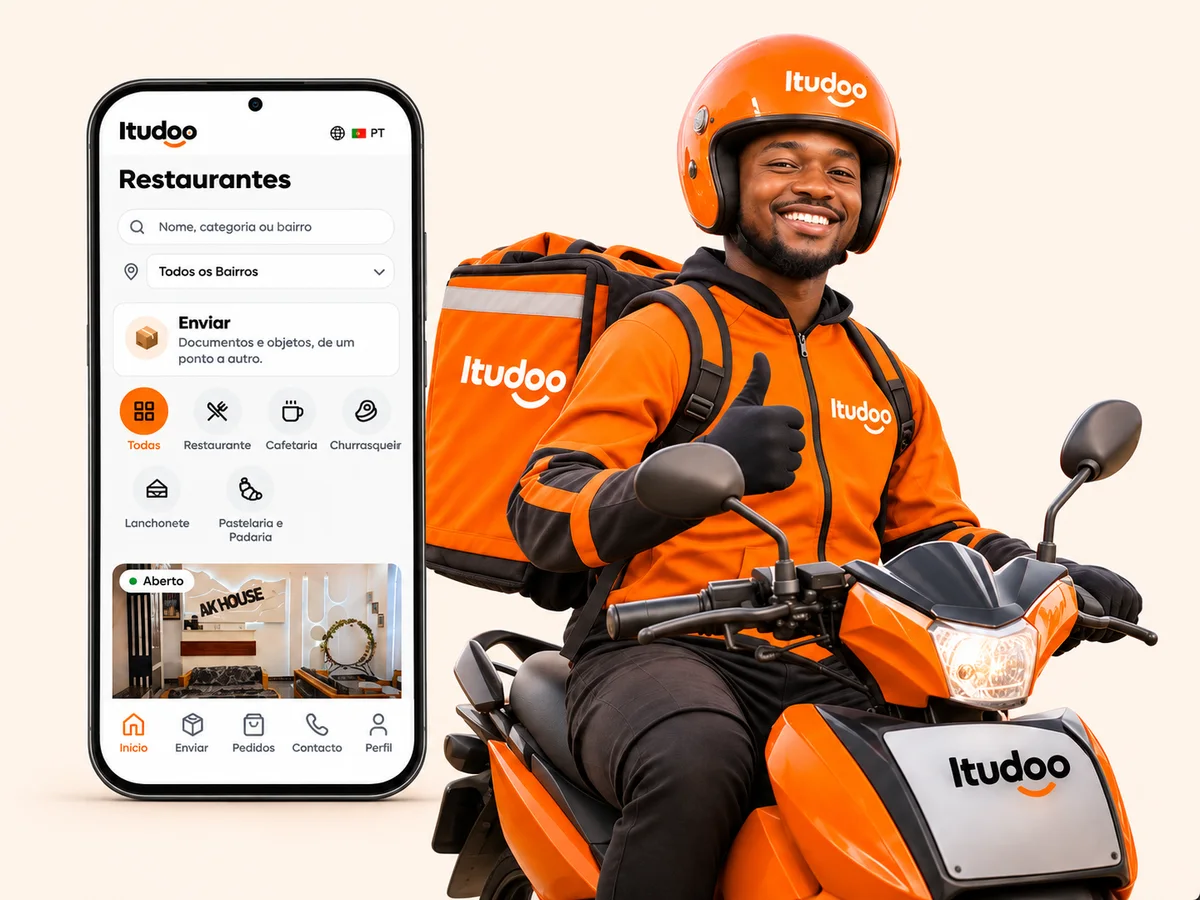 Itudoo
PT
Restaurantes
Nome, categoria ou bairro
Todos os Bairros
Enviar
Documentos e objetos, de um
ponto a autro.
Todas
Restaurante
Cafetaria
Churrasqueir
Lanchonete
Pastelaria e
Padaria
Aberto
AK HOUSE
Início
Enviar
Pedidos
Contacto
Perfil
Itudoo
Itudoo
Itudoo
Itudoo